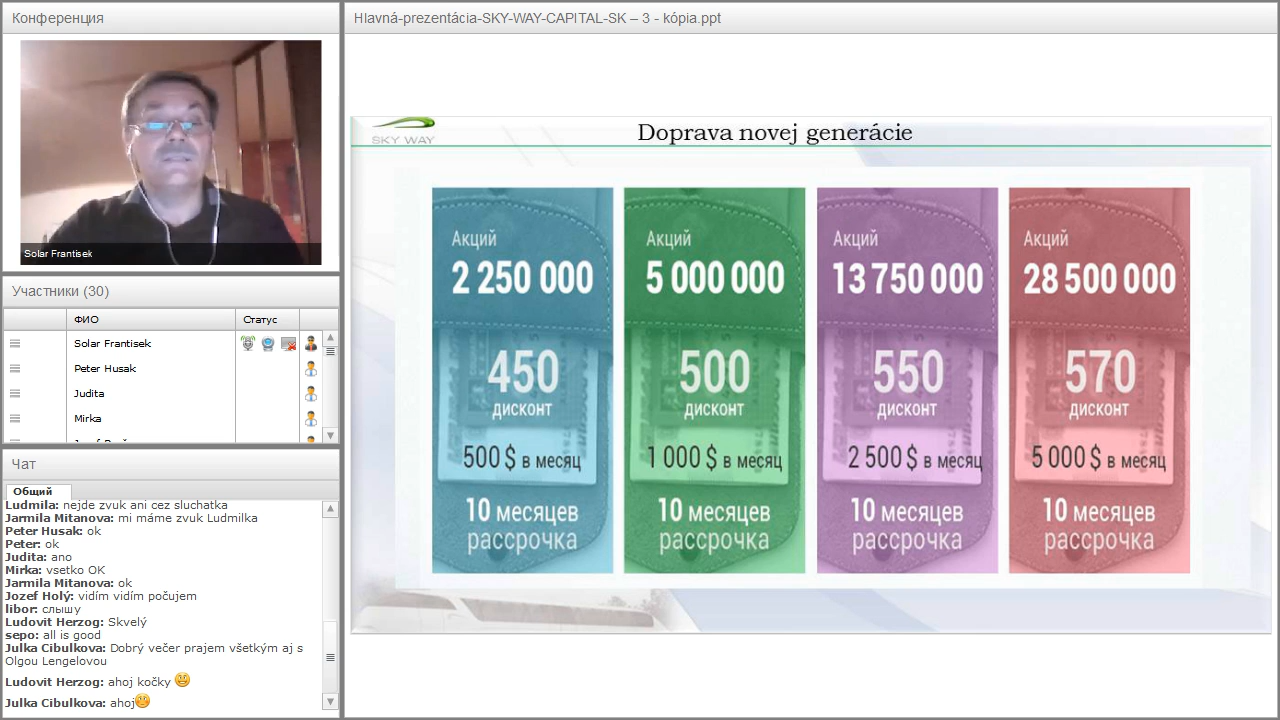 Конференция
Solar Frantisek
Участники (30)
ФИО
Статус
Solar Frantisek
Peter Husak
Judita
Mirka
Чат
Общий
Ludmila: nejde zvuk ani cez sluchatka
Jarmila Mitanova: mi máme zvuk Ludmilka
Peter Husak: ok
Peter: ok
Judita: ano
Mirka: vsetko OK
Jarmila Mitanova: ok
Jozef Holý: vidím vidím počujem
libor: слышу
Ludovit Herzog: Skvelý
sepo: all is good
Julka Cibulkova: Dobrý večer prajem všetkým aj s
Olgou Lengelovou
Ludovit Herzog: ahoj kočky
Julka Cibulkova: ahoj
Hlavná-prezentácia-SKY-WAY-CAPITAL-SK – 3 - kópia.ppt
SKY WAY
Doprava novej generácie
Акций
2 250 000
450
дисконт
500 $ в месяц
10 месяцев
рассрочка
Акций
5 000 000
500
дисконт
1 000 $ в месяц
10 месяцев
рассрочка
Акций
13 750 000
550
дисконт
2 500 $ в месяц
10 месяцев
рассрочка
Акций
28 500 000
570
дисконт
5 000 $ в месяц
10 месяцев
рассрочка